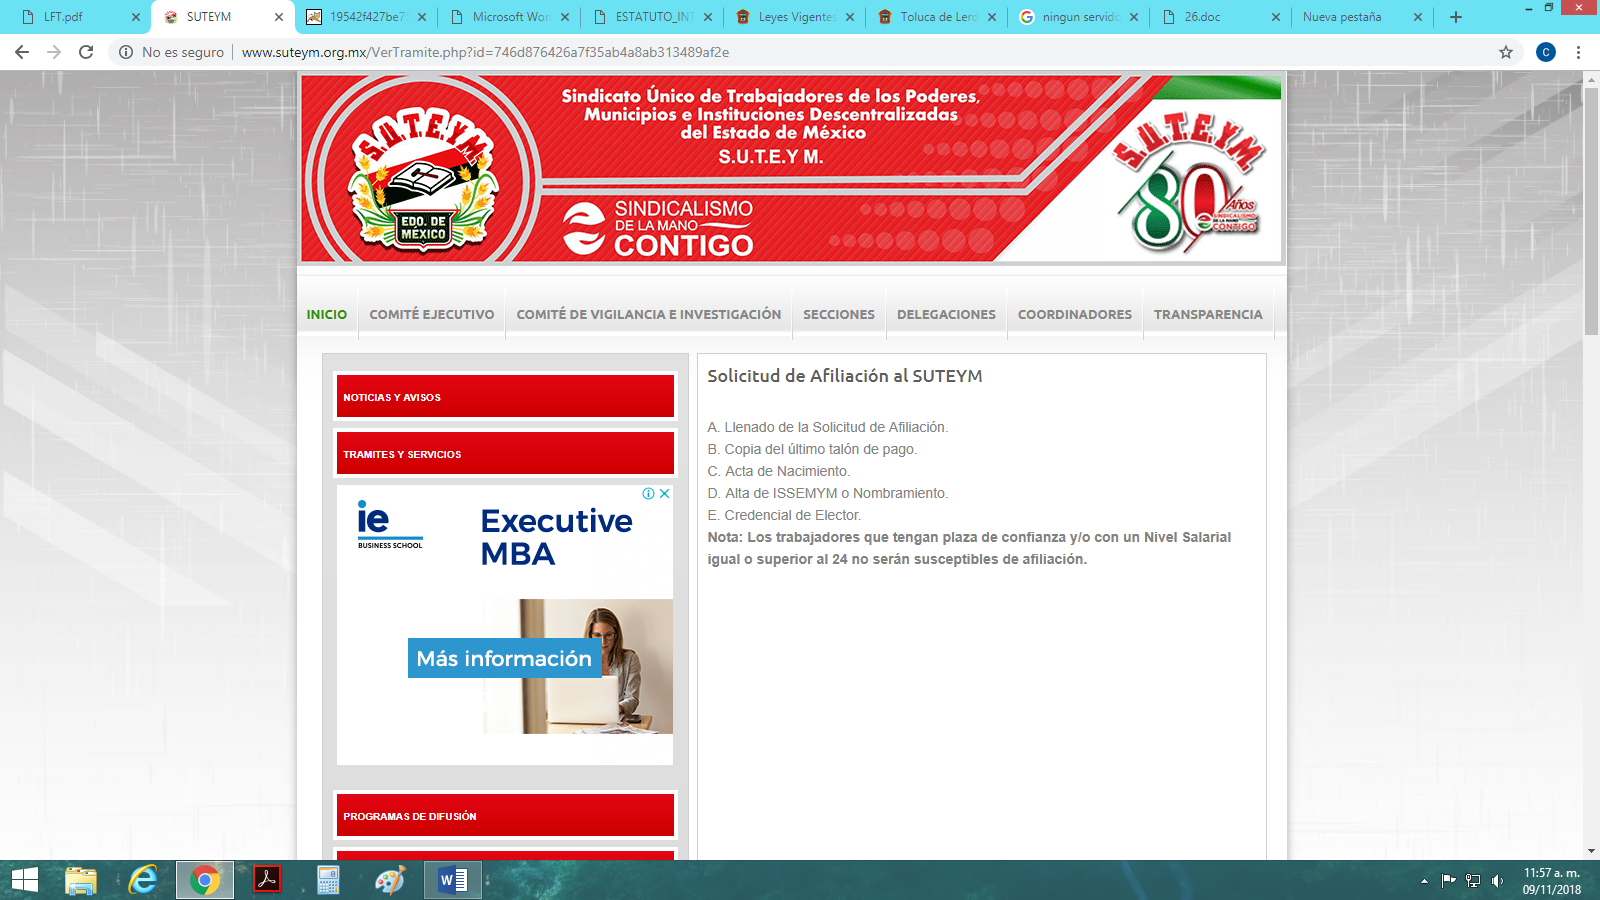 LFT.pdf
SUTEYM
19542f427be7
Microsoft Wor
ESTATUTO_INT
Leyes Vigentes
Toluca de Lerd
ningun servido
26.doc
Nueva pestaña
No es seguro
www.suteym.org.mx/VerTramite.php?id=746d876426a7f35ab4a8ab313489af2e
C
Sindicato Único de Trabajadores de los Poderes,
Municipios e Instituciones Descentralizadas
del Estado de México
S.U.T.E.Y M.
S.U.T.E.Y M.
EDO. DE
MÉXICO
SINDICALISMO
DE LA MANO
CONTIGO
S.U.T.E.Y M.
80 Años
SINDICALISMO
DE LA MANO
CONTIGO
INICIO
COMITÉ EJECUTIVO
COMITÉ DE VIGILANCIA E INVESTIGACIÓN
SECCIONES
DELEGACIONES
COORDINADORES
TRANSPARENCIA
NOTICIAS Y AVISOS
TRAMITES Y SERVICIOS
ie
BUSINESS SCHOOL
Executive
MBA
Más información
PROGRAMAS DE DIFUSIÓN
Solicitud de Afiliación al SUTEYM
A. Llenado de la Solicitud de Afiliación.
B. Copia del último talón de pago.
C. Acta de Nacimiento.
D. Alta de ISSEMYM o Nombramiento.
E. Credencial de Elector.
Nota: Los trabajadores que tengan plaza de confianza y/o con un Nivel Salarial
igual o superior al 24 no serán susceptibles de afiliación.
11:57 a. m.
09/11/2018